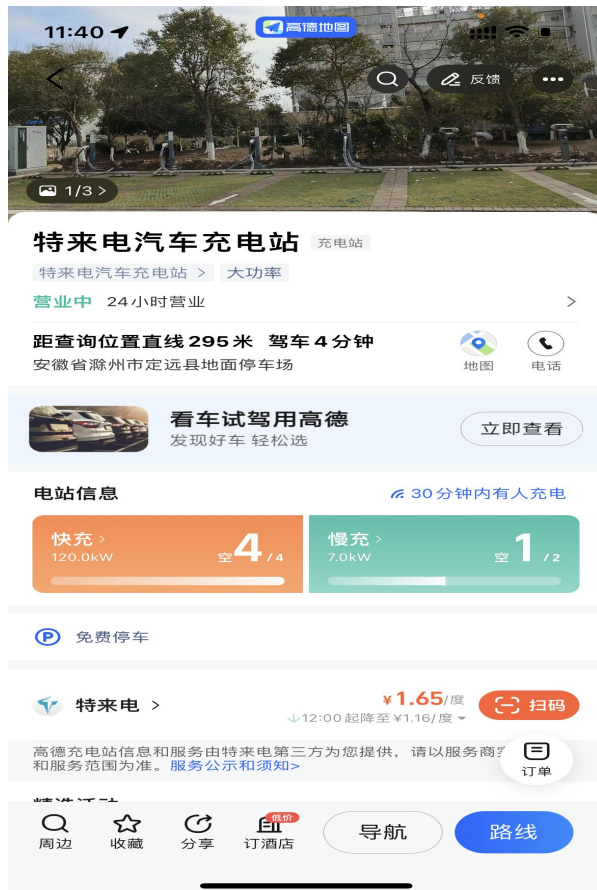 11:40
高德地图
反馈
1/3 >
特来电汽车充电站 充电站
特来电汽车充电站 > 大功率
营业中 24小时营业 >
距查询位置直线295米 驾车4分钟
安徽省滁州市定远县地面停车场
地图 电话
看车试驾用高德
发现好车 轻松选
立即查看
电站信息 30分钟内有人充电
快充 >
120.0kW 空4/4
慢充 >
7.0kW 空1/2
P 免费停车
特来电 > ¥1.65/度 扫码
↓12:00起降至¥1.16/度
高德充电站信息和服务由特来电第三方为您提供，请以服务商
和服务范围为准。服务公示和须知>
订单
精选活动
低价
周边 收藏 分享 订酒店 导航 路线